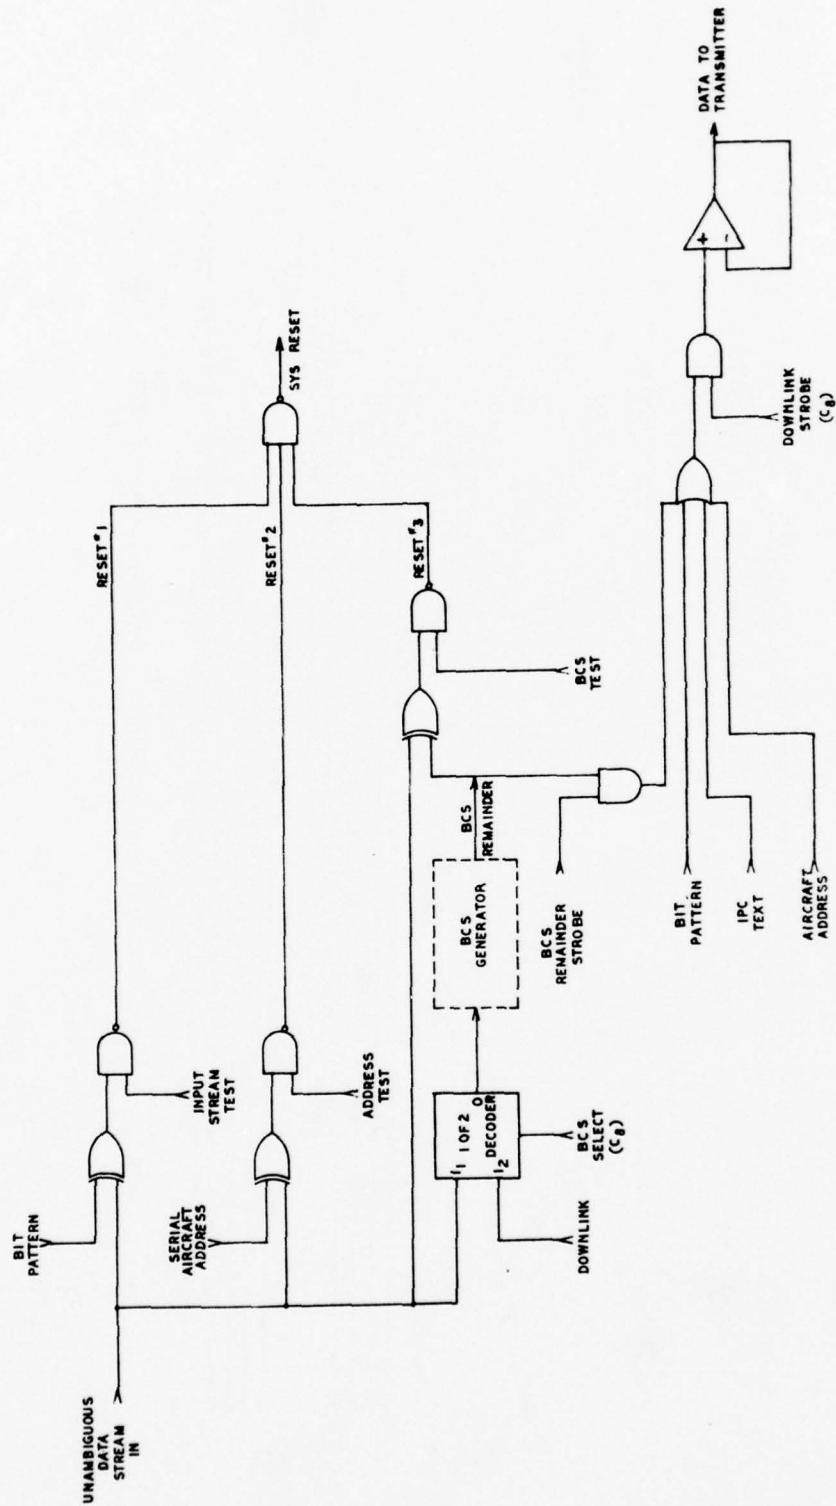 UNAMBIGUOUS
DATA
STREAM
IN
BIT
PATTERN
INPUT
STREAM
TEST
RESET#1
SERIAL
AIRCRAFT
ADDRESS
ADDRESS
TEST
RESET#2
SYS RESET
RESET#3
BCS
TEST
I1
I2
1 OF 2
DECODER
O
DOWNLINK
BCS
SELECT
(C8)
BCS
GENERATOR
BCS
REMAINDER
BCS
REMAINDER
STROBE
BIT
PATTERN
IPC
TEXT
AIRCRAFT
ADDRESS
DOWNLINK
STROBE
(C8)
+
-
DATA TO
TRANSMITTER